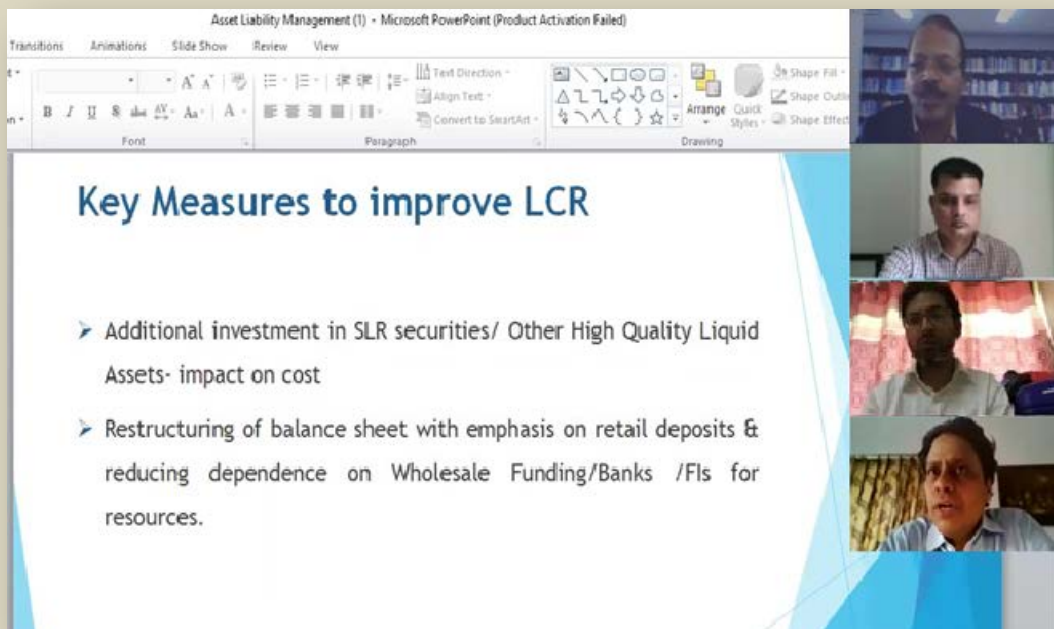 Asset Liability Management (1) - Microsoft PowerPoint (Product Activation Failed)
Transitions Animations Slide Show Review View
Text Direction
Align Text
Convert to SmartArt
Arrange
Quick
Styles
Shape Fill
Shape Outli
Shape Effect
Font Paragraph Drawing
Key Measures to improve LCR
➢ Additional investment in SLR securities/ Other High Quality Liquid
Assets- impact on cost
➢ Restructuring of balance sheet with emphasis on retail deposits &
reducing dependence on Wholesale Funding/Banks /FIs for
resources.